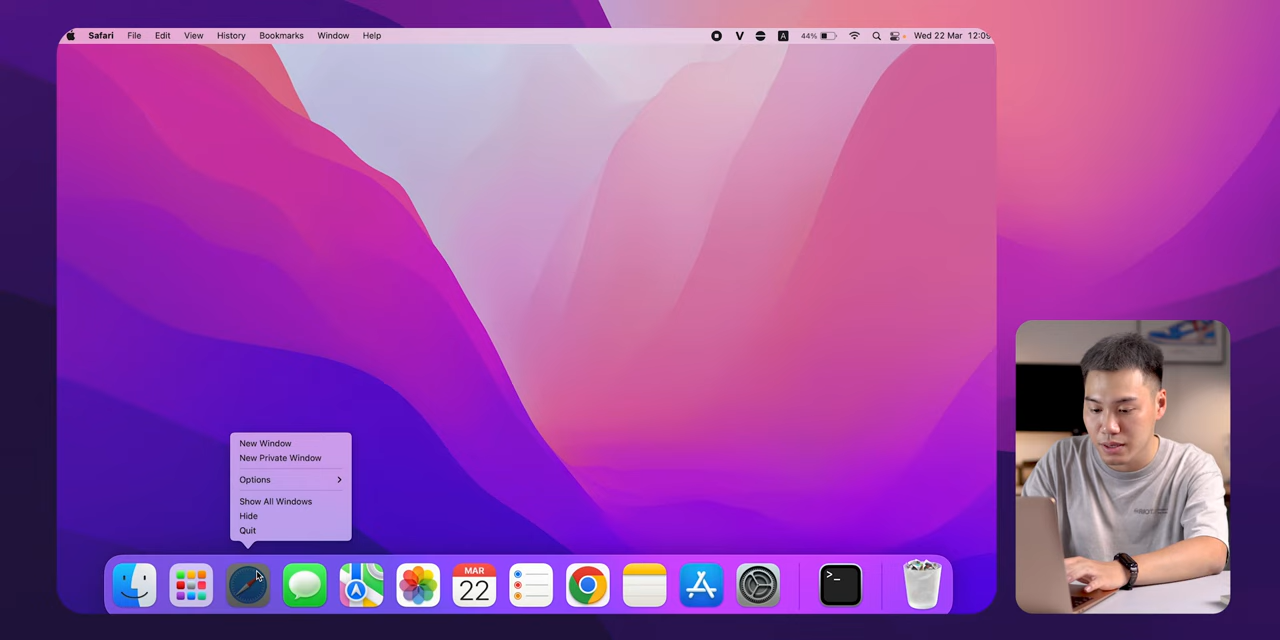 Safari File Edit View History Bookmarks Window Help V A 44% Wed 22 Mar 12:09
New Window
New Private Window
Options
Show All Windows
Hide
Quit
MAR
22
>_